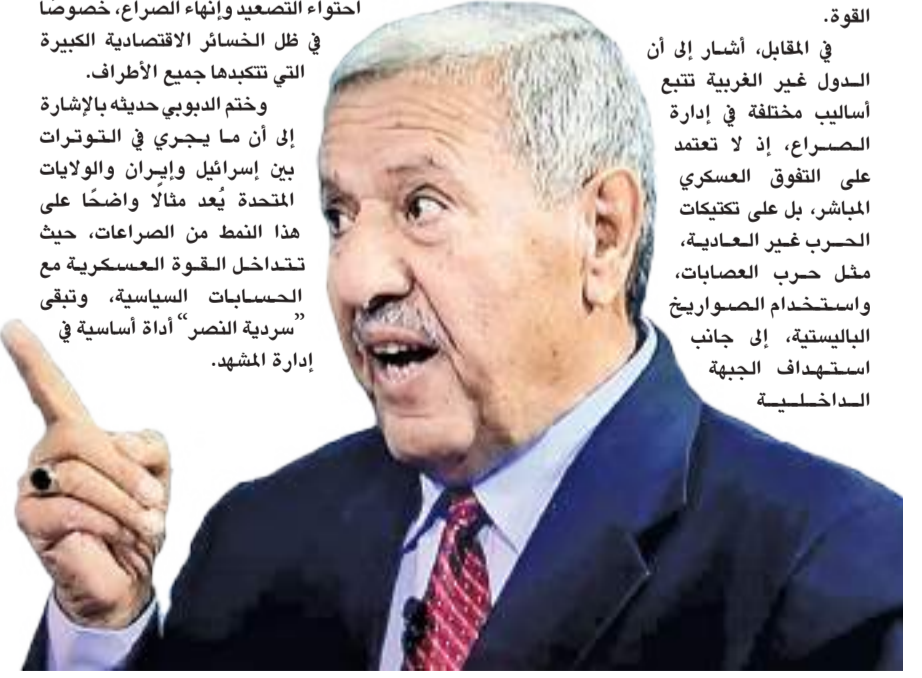 القوة.
في المقابل، أشار إلى أن
الدول غير الغربية تتبع
أساليب مختلفة في إدارة
الصراع، إذ لا تعتمد
على التفوق العسكري
المباشر، بل على تكتيكات
الحرب غير العادية،
مثل حرب العصابات،
واستخدام الصواريخ
الباليستية، إلى جانب
استهداف الجبهة
الداخلية
احتواء التصعيد وإنهاء الصراع، خصوصًا
في ظل الخسائر الاقتصادية الكبيرة
التي تتكبدها جميع الأطراف.
وختم الدبوبي حديثه بالإشارة
إلى أن ما يجري في التوترات
بين إسرائيل وإيران والولايات
المتحدة يُعد مثالًا واضحًا على
هذا النمط من الصراعات، حيث
تتداخل القوة العسكرية مع
الحسابات السياسية، وتبقى
”سردية النصر“ أداة أساسية في
إدارة المشهد.